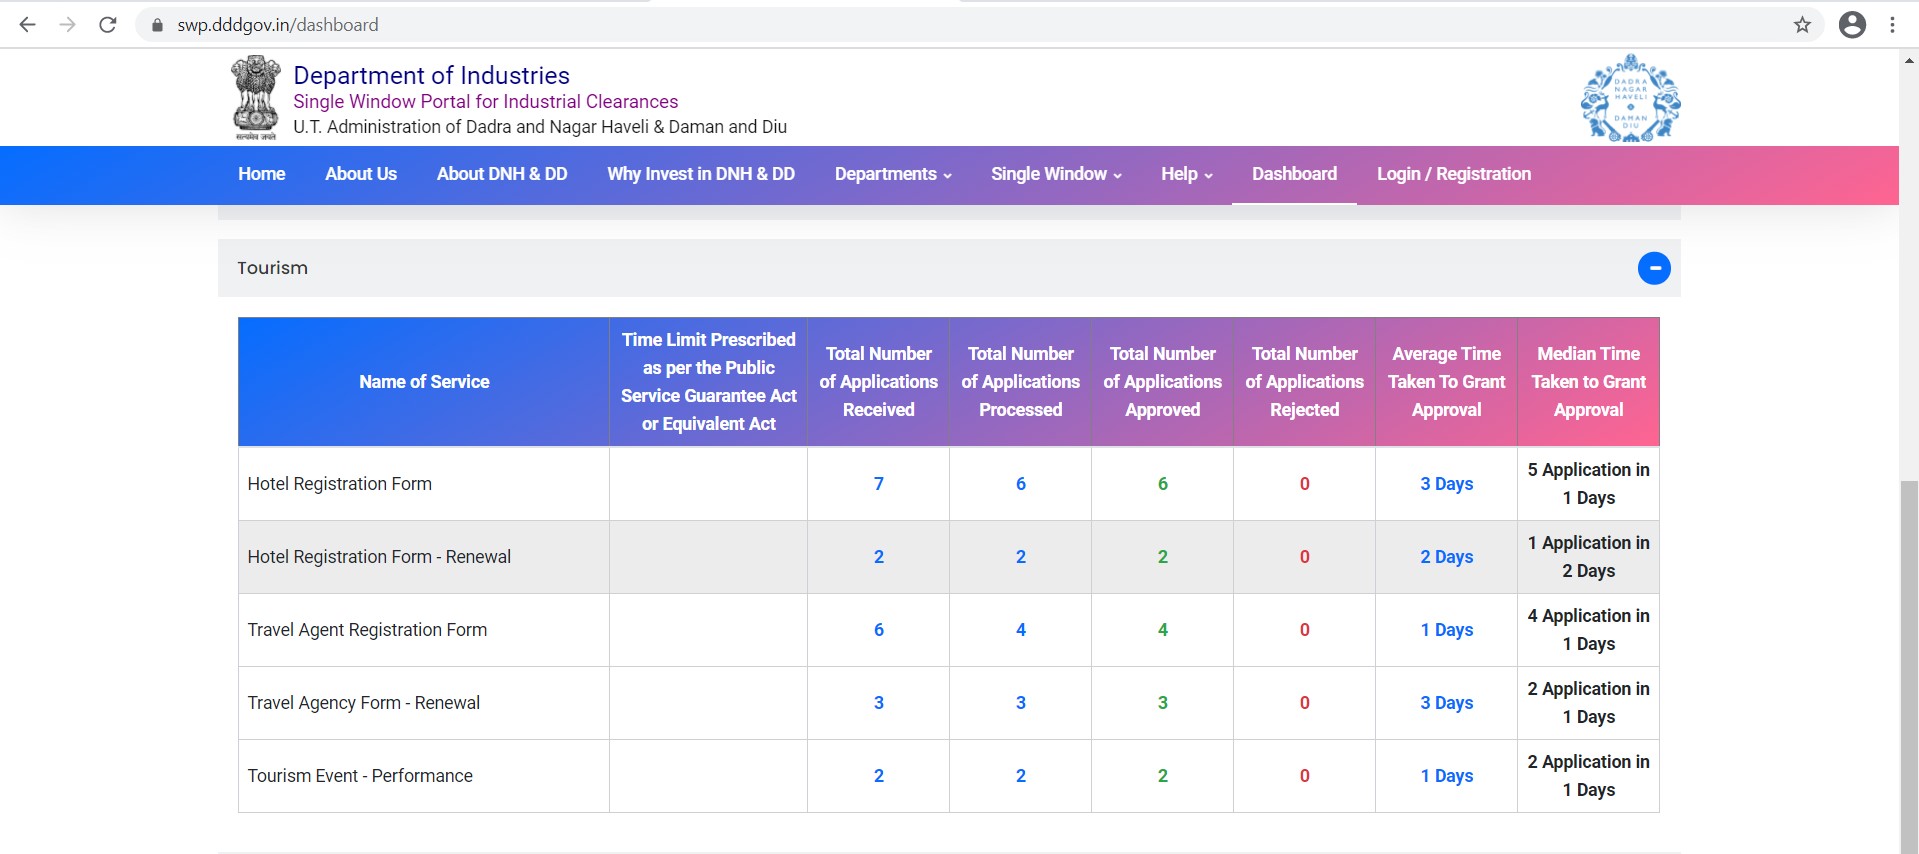 swp.dddgov.in/dashboard
Department of Industries
Single Window Portal for Industrial Clearances
U.T. Administration of Dadra and Nagar Haveli & Daman and Diu
सत्यमेव जयते
DADRA
NAGAR
HAVELI
DAMAN
DIU
Home About Us About DNH & DD Why Invest in DNH & DD Departments Single Window Help Dashboard Login / Registration
Tourism
Name of Service
Time Limit Prescribed
as per the Public
Service Guarantee Act
or Equivalent Act
Total Number
of Applications
Received
Total Number
of Applications
Processed
Total Number
of Applications
Approved
Total Number
of Applications
Rejected
Average Time
Taken To Grant
Approval
Median Time
Taken to Grant
Approval
Hotel Registration Form 7 6 6 0 3 Days 5 Application in
1 Days
Hotel Registration Form - Renewal 2 2 2 0 2 Days 1 Application in
2 Days
Travel Agent Registration Form 6 4 4 0 1 Days 4 Application in
1 Days
Travel Agency Form - Renewal 3 3 3 0 3 Days 2 Application in
1 Days
Tourism Event - Performance 2 2 2 0 1 Days 2 Application in
1 Days